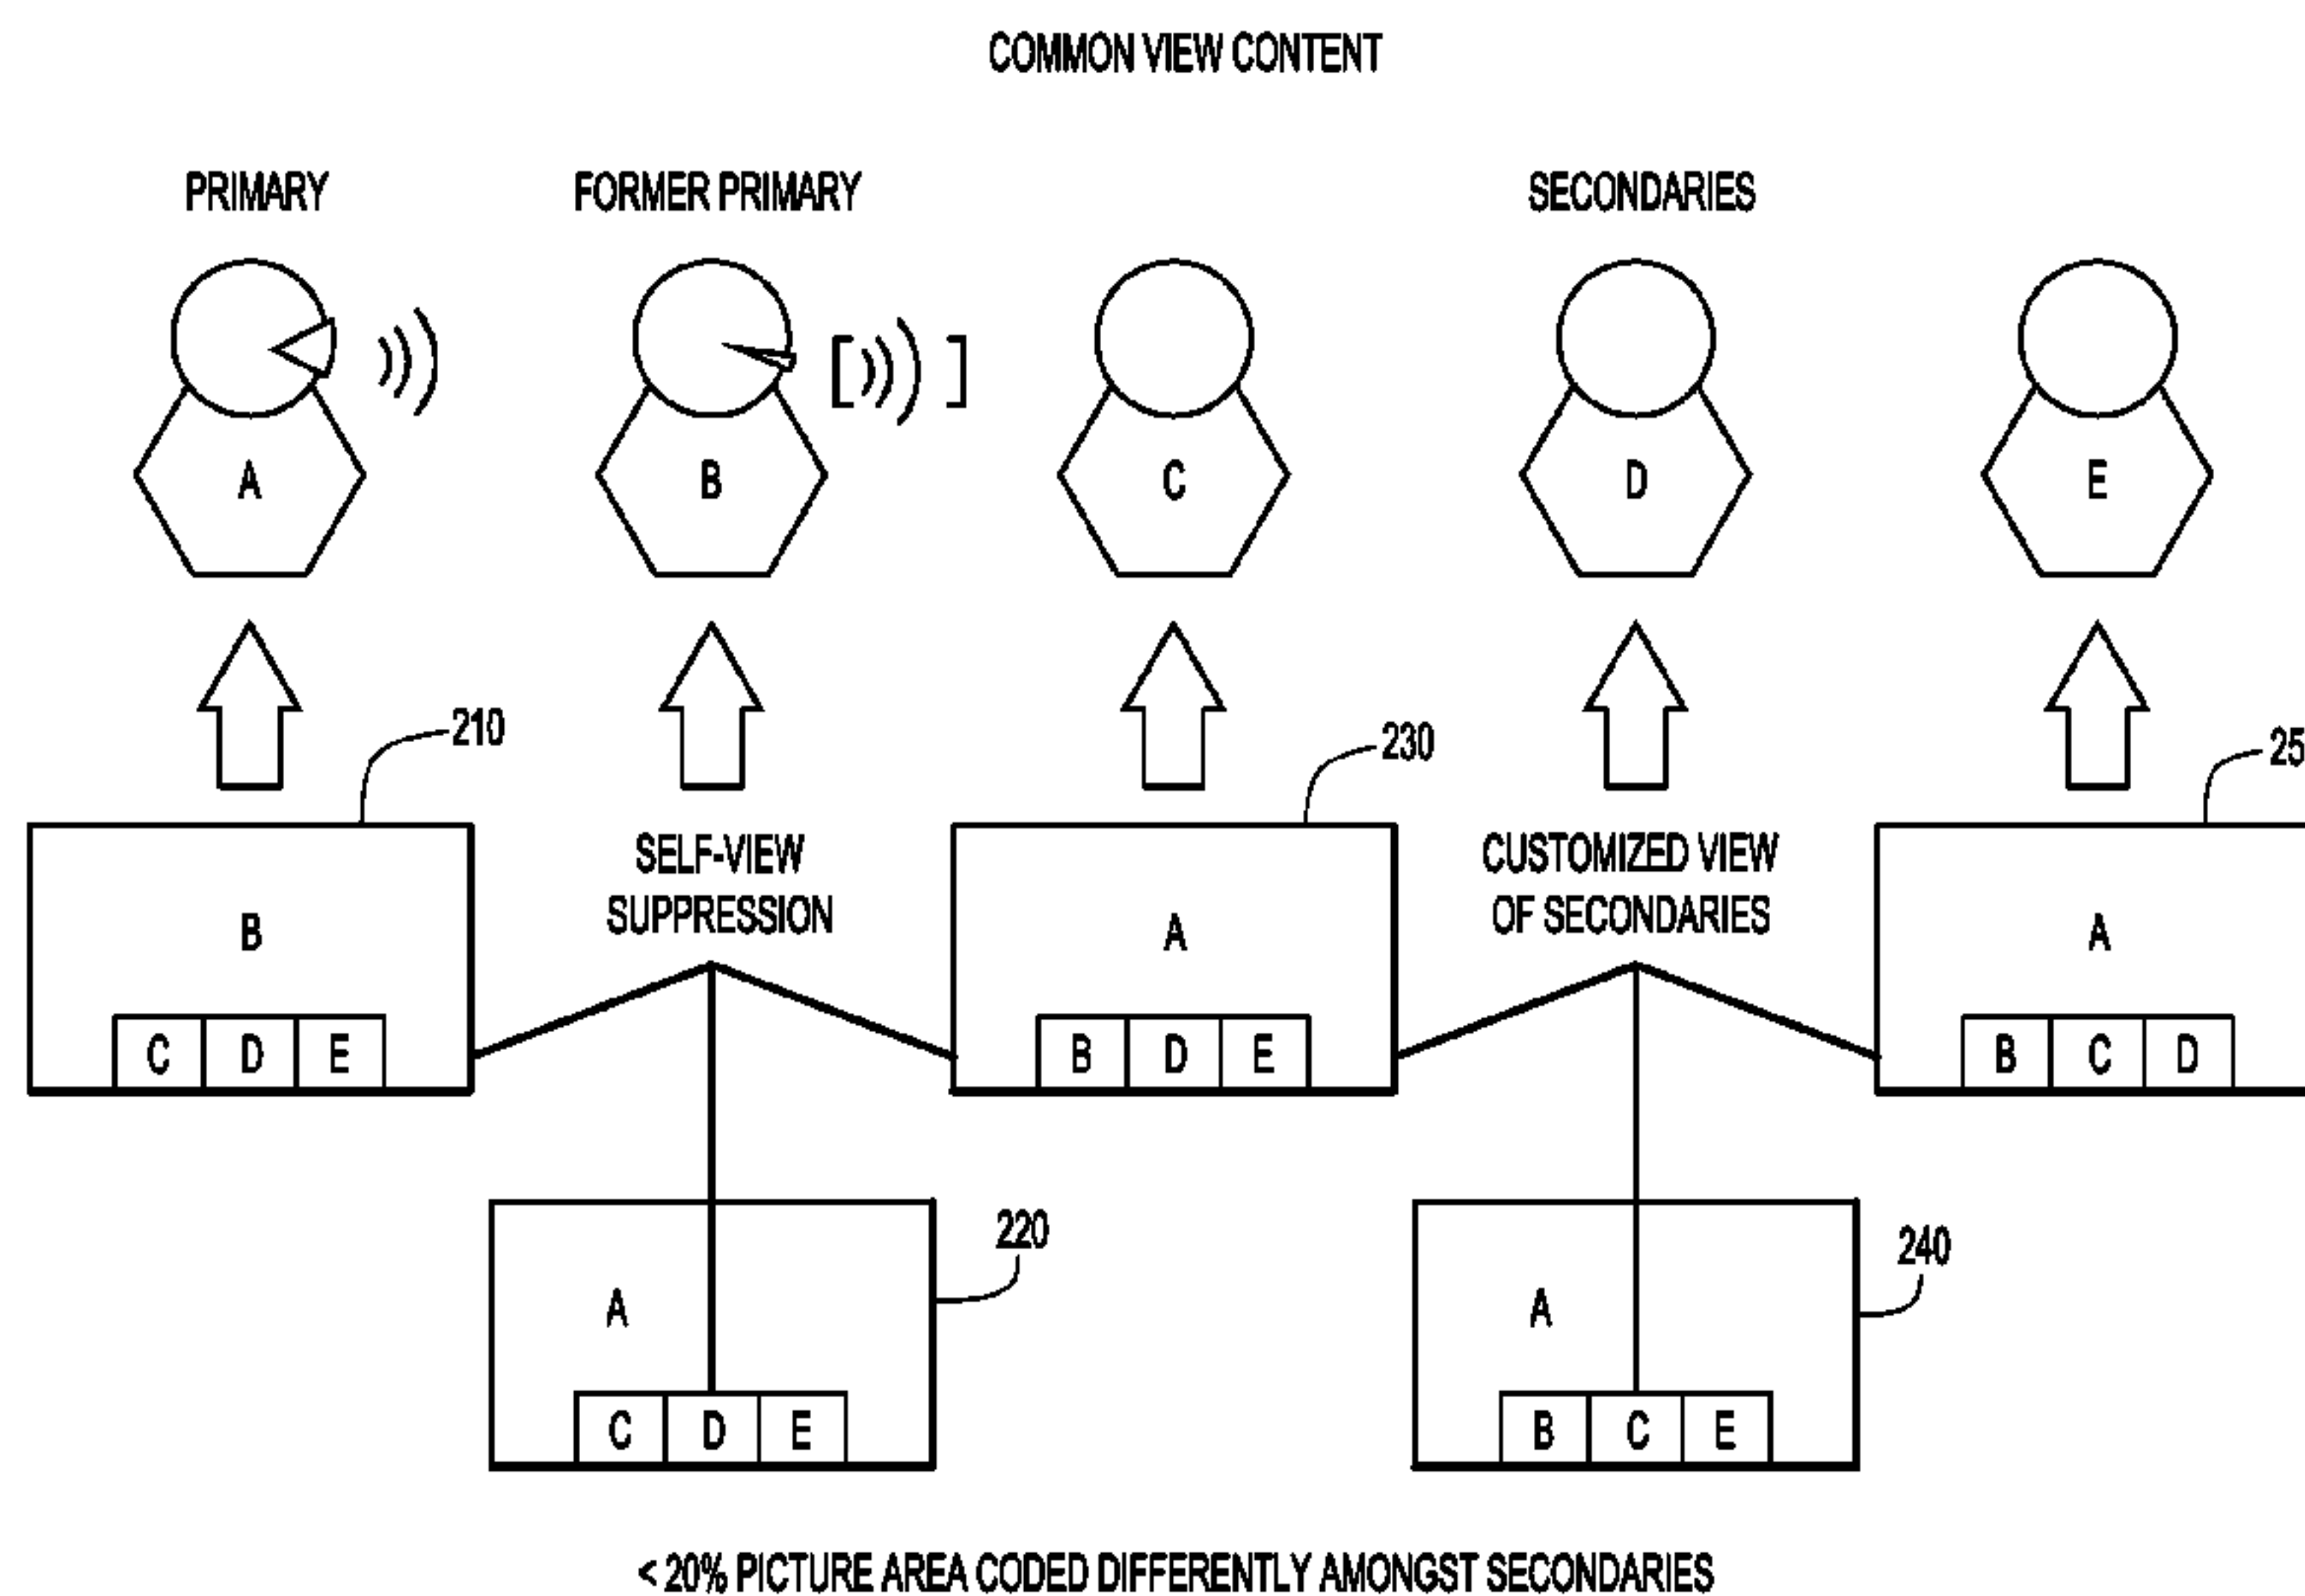 COMMON VIEW CONTENT
PRIMARY
FORMER PRIMARY
SECONDARIES
A
B
C
D
E
210
230
25
B
C D E
SELF-VIEW
SUPPRESSION
A
B D E
CUSTOMIZED VIEW
OF SECONDARIES
A
B C D
220
A
C D E
240
A
B C E
< 20% PICTURE AREA CODED DIFFERENTLY AMONGST SECONDARIES